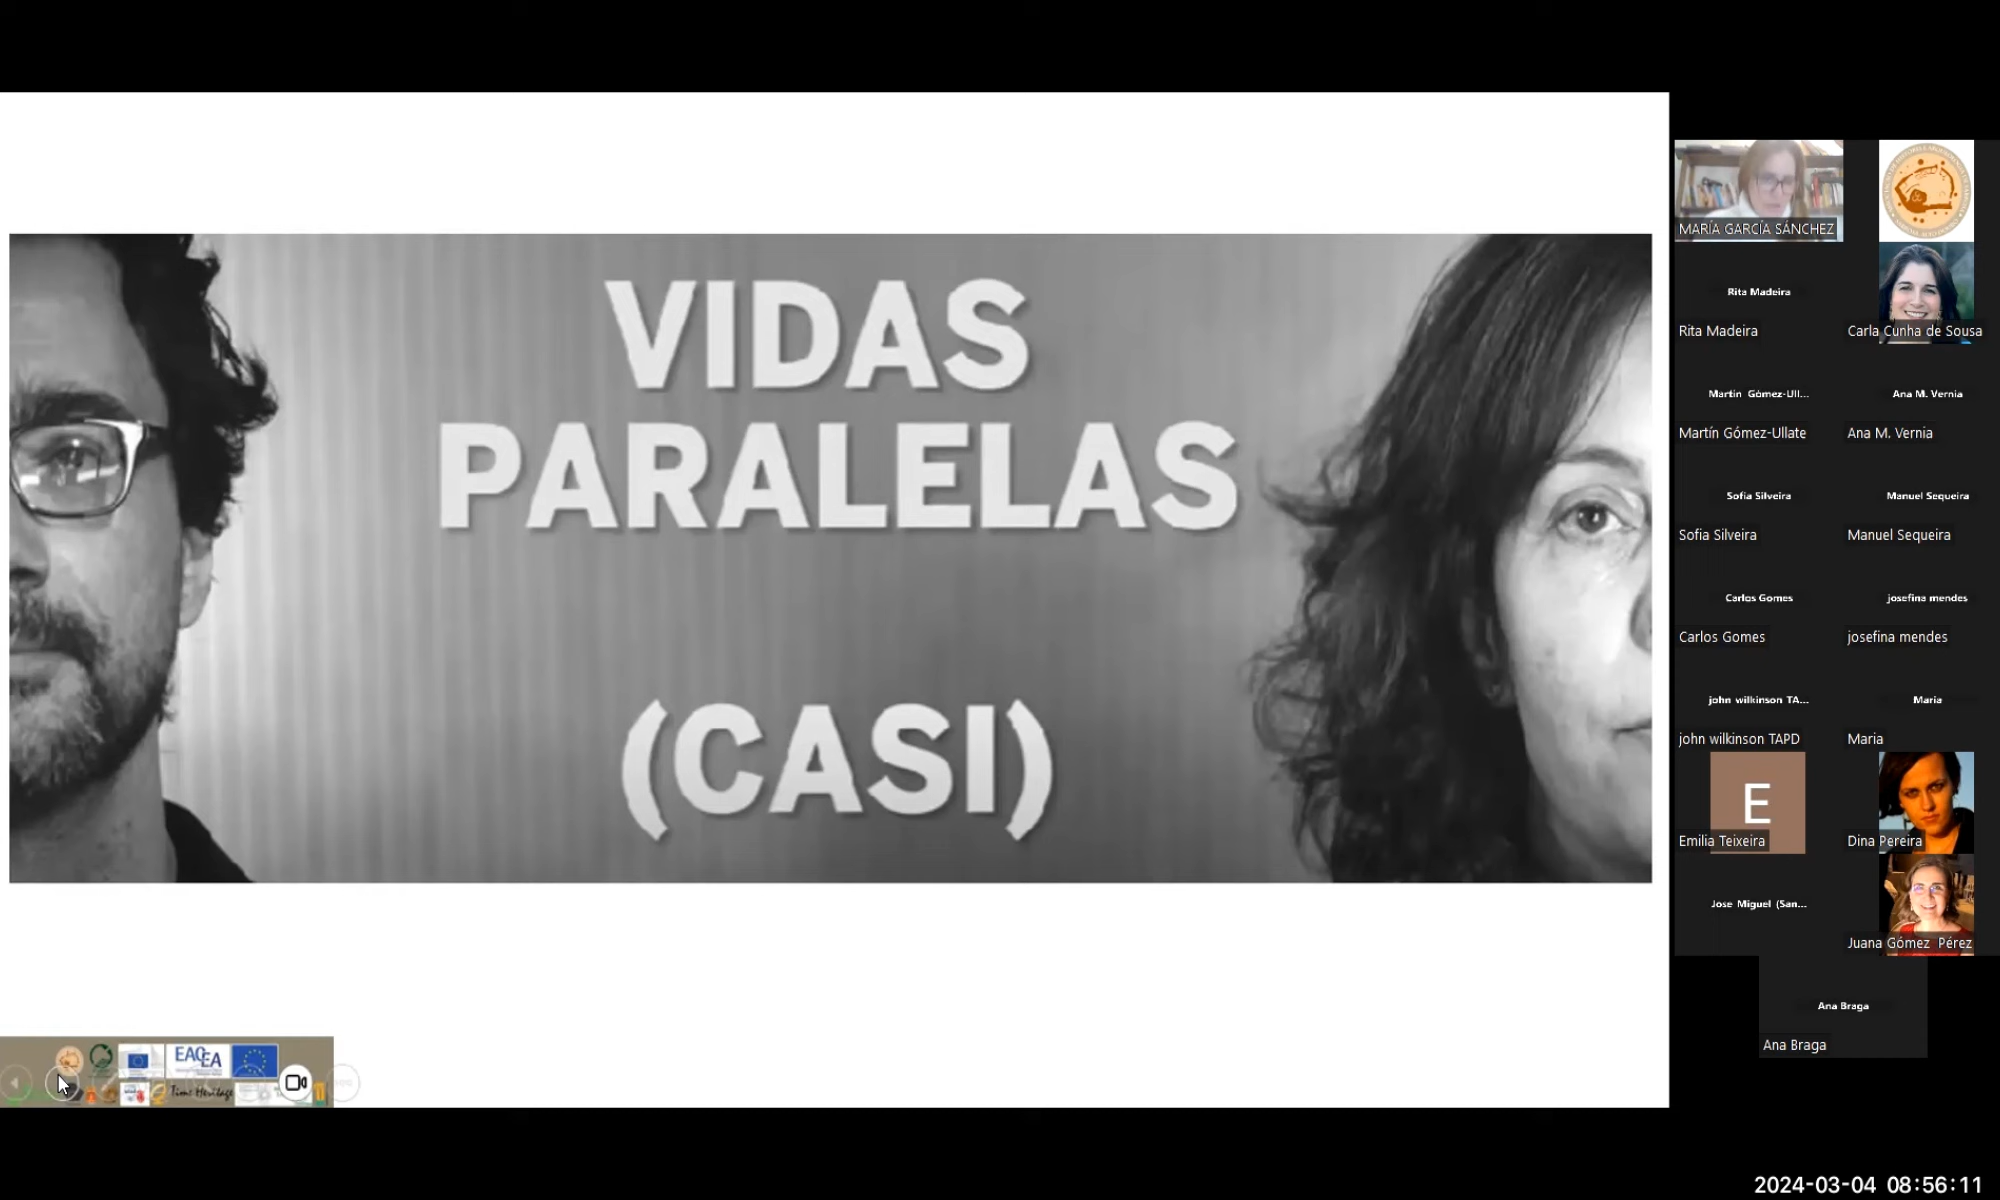 VIDAS
PARALELAS
(CASI)
MARÍA GARCÍA SÁNCHEZ
Rita Madeira
Rita Madeira
Carla Cunha de Sousa
Martín Gómez-Ull...
Martín Gómez-Ullate
Ana M. Vernia
Ana M. Vernia
Sofia Silveira
Sofia Silveira
Manuel Sequeira
Manuel Sequeira
Carlos Gomes
Carlos Gomes
josefina mendes
josefina mendes
john wilkinson TA...
john wilkinson TAPD
Maria
Maria
E
Emilia Teixeira
Dina Pereira
Jose Miguel (San...
Juana Gómez Pérez
Ana Braga
Ana Braga
EACEA
Time Heritage
2024-03-04 08:56:11